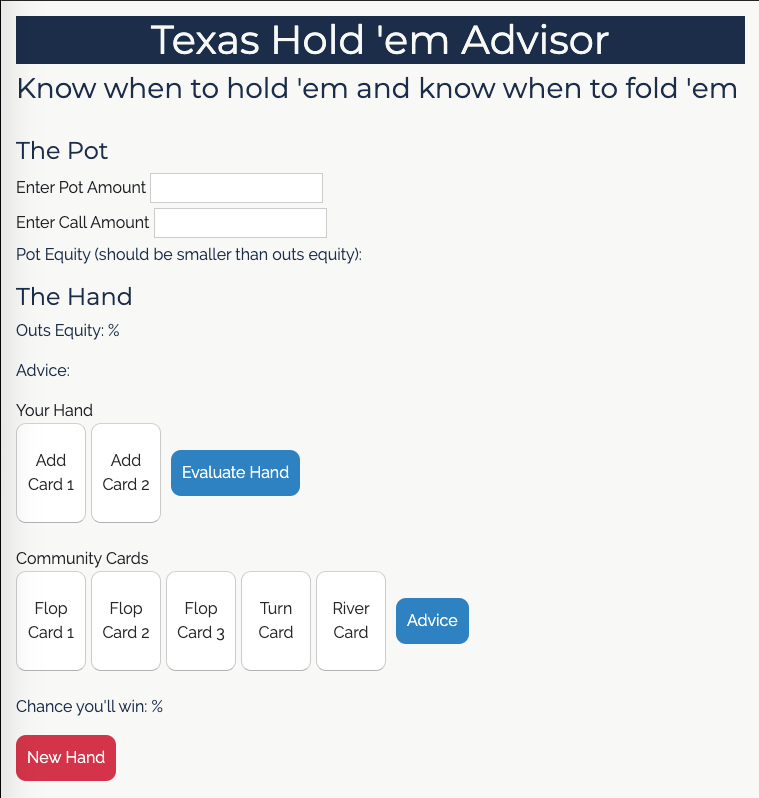 Texas Hold 'em Advisor
Know when to hold 'em and know when to fold 'em
The Pot
Enter Pot Amount
Enter Call Amount
Pot Equity (should be smaller than outs equity):
The Hand
Outs Equity: %
Advice:
Your Hand
Add
Card 1
Add
Card 2
Evaluate Hand
Community Cards
Flop
Card 1
Flop
Card 2
Flop
Card 3
Turn
Card
River
Card
Advice
Chance you'll win: %
New Hand